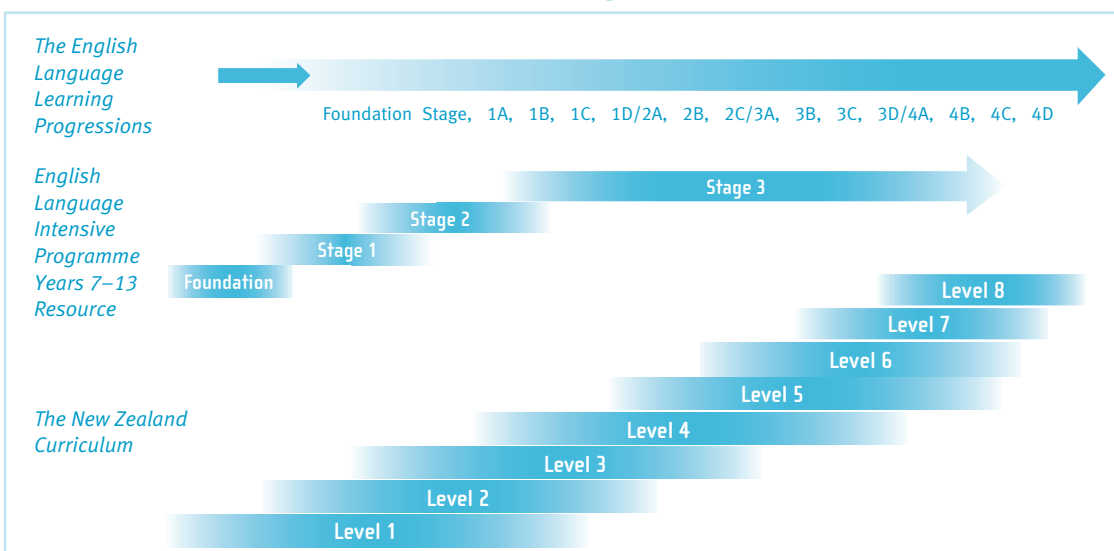 The English
Language
Learning
Progressions
Foundation Stage, 1A, 1B, 1C, 1D/2A, 2B, 2C/3A, 3B, 3C, 3D/4A, 4B, 4C, 4D
English
Language
Intensive
Programme
Years 7–13
Resource
Stage 3
Stage 2
Stage 1
Foundation
Level 8
Level 7
Level 6
Level 5
The New Zealand
Curriculum
Level 4
Level 3
Level 2
Level 1